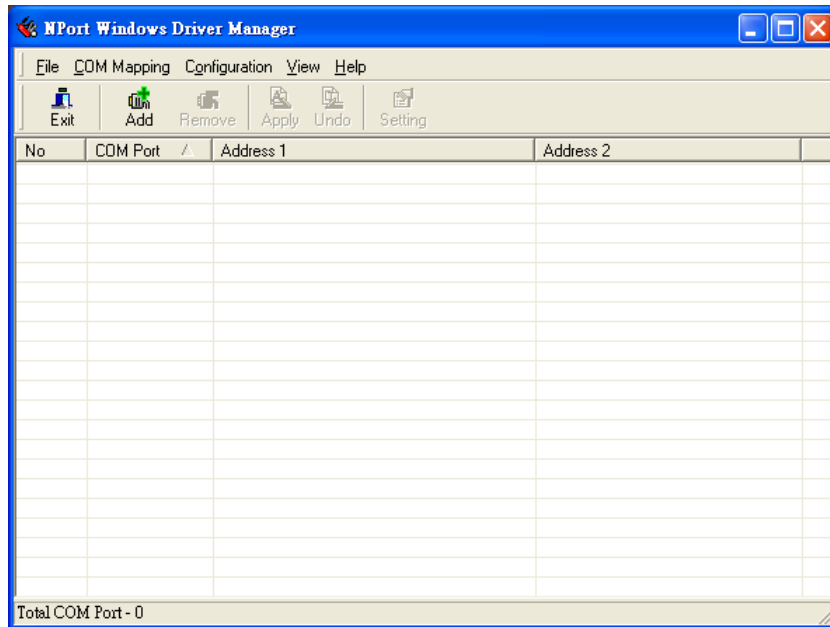 NPort Windows Driver Manager
File COM Mapping Configuration View Help
Exit Add Remove Apply Undo Setting
No COM Port Address 1 Address 2
Total COM Port - 0